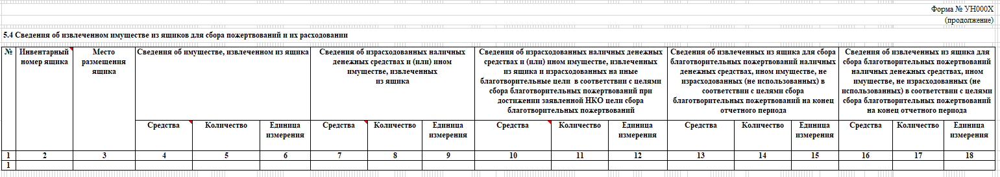 Форма № УН000X
(продолжение)
5.4 Сведения об извлеченном имуществе из ящиков для сбора пожертвований и их расходовании
№
Инвентарный
номер ящика
Место
размещения
ящика
Сведения об имуществе, извлеченном из ящика
Сведения об израсходованных наличных
денежных средствах и (или) ином
имуществе, извлеченных
из ящика
Сведения об израсходованных наличных денежных
средствах и (или) ином имуществе, извлеченных
из ящика и израсходованных на иные
благотворительные цели в соответствии с целями
сбора благотворительных пожертвований при
достижении заявленной НКО цели сбора
благотворительных пожертвований
Сведения об извлеченных из ящика для сбора
благотворительных пожертвований наличных
денежных средствах, ином имуществе, не
израсходованных (не использованных) в
соответствии с целями сбора
благотворительных пожертвований на конец
отчетного периода
Сведения об извлеченных из ящика для
сбора благотворительных пожертвований
наличных денежных средствах, ином
имуществе, не израсходованных (не
использованных) в соответствии с целями
сбора благотворительных пожертвований
на конец отчетного периода
Средства
Количество
Единица
измерения
Средства
Количество
Единица
измерения
Средства
Количество
Единица
измерения
Средства
Количество
Единица
измерения
Средства
Количество
Единица
измерения
1 2 3 4 5 6 7 8 9 10 11 12 13 14 15 16 17 18
1